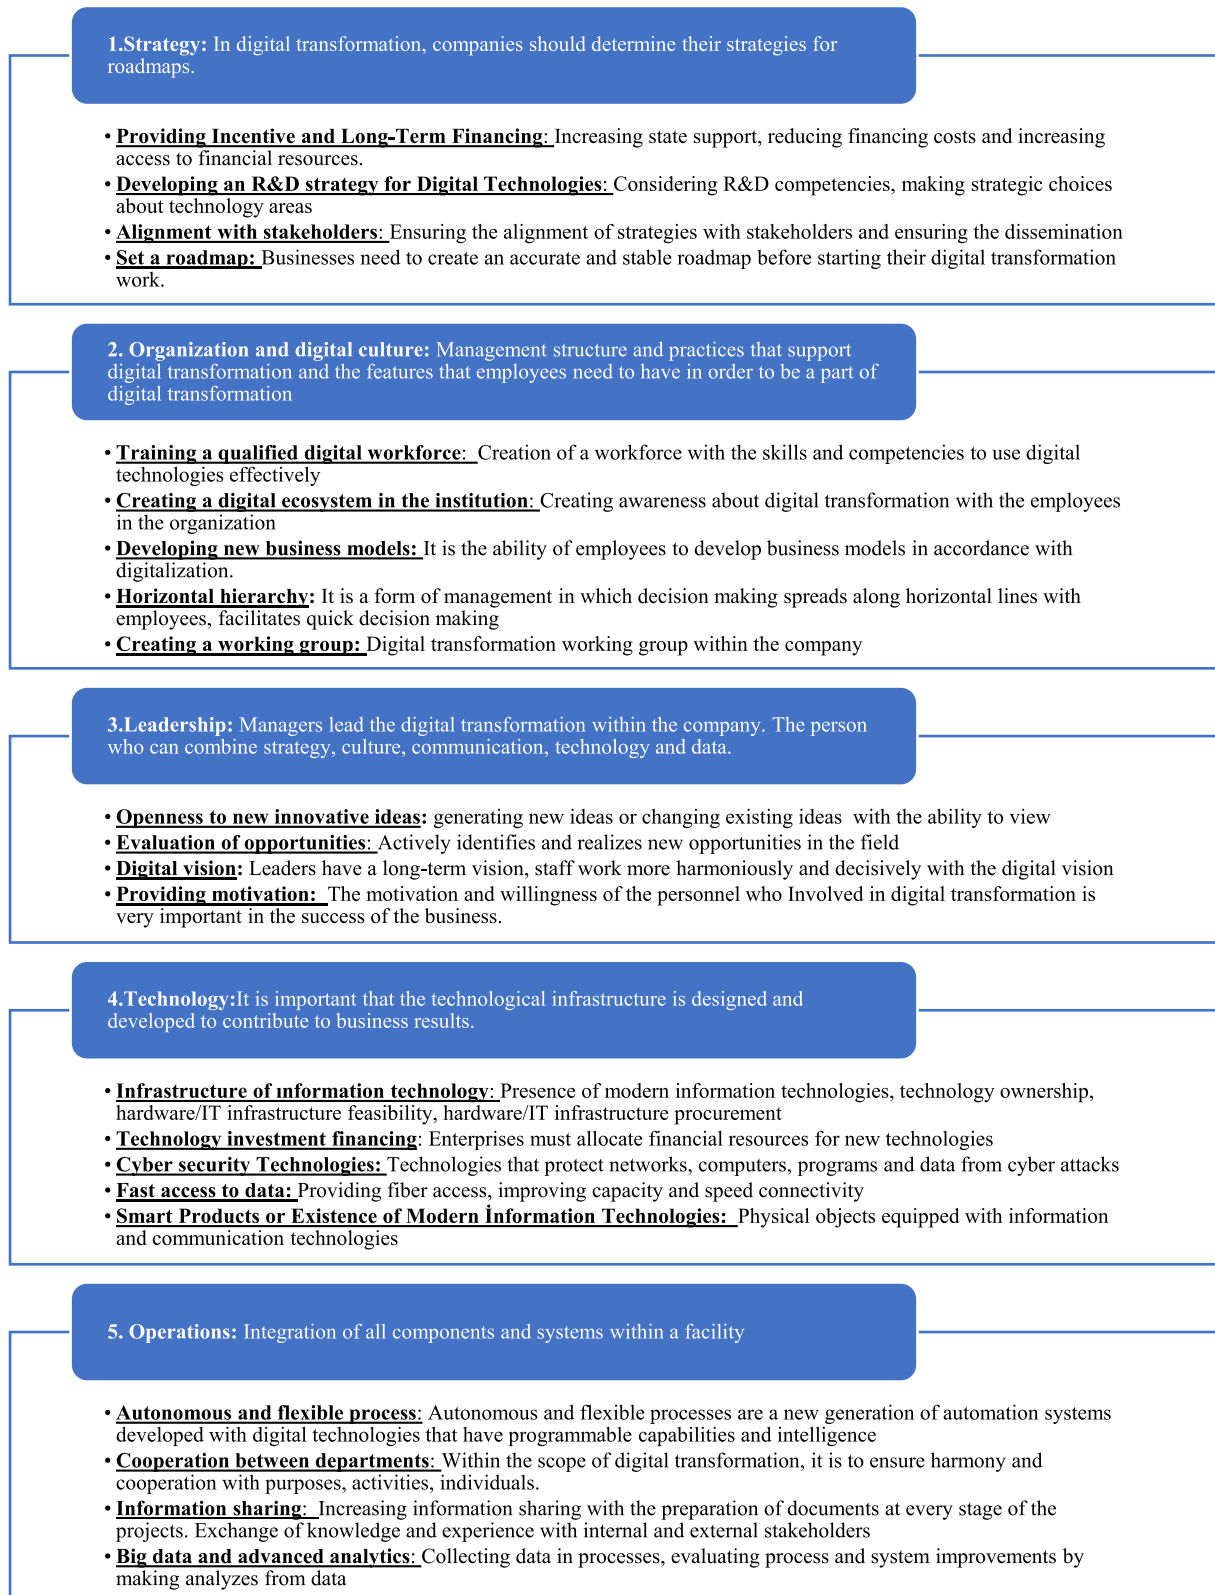 1.Strategy: In digital transformation, companies should determine their strategies for
roadmaps.
• Providing Incentive and Long-Term Financing: Increasing state support, reducing financing costs and increasing
access to financial resources.
• Developing an R&D strategy for Digital Technologies: Considering R&D competencies, making strategic choices
about technology areas
• Alignment with stakeholders: Ensuring the alignment of strategies with stakeholders and ensuring the dissemination
• Set a roadmap: Businesses need to create an accurate and stable roadmap before starting their digital transformation
work.
2. Organization and digital culture: Management structure and practices that support
digital transformation and the features that employees need to have in order to be a part of
digital transformation
• Training a qualified digital workforce: Creation of a workforce with the skills and competencies to use digital
technologies effectively
• Creating a digital ecosystem in the institution: Creating awareness about digital transformation with the employees
in the organization
• Developing new business models: It is the ability of employees to develop business models in accordance with
digitalization.
• Horizontal hierarchy: It is a form of management in which decision making spreads along horizontal lines with
employees, facilitates quick decision making
• Creating a working group: Digital transformation working group within the company
3.Leadership: Managers lead the digital transformation within the company. The person
who can combine strategy, culture, communication, technology and data.
• Openness to new innovative ideas: generating new ideas or changing existing ideas with the ability to view
• Evaluation of opportunities: Actively identifies and realizes new opportunities in the field
• Digital vision: Leaders have a long-term vision, staff work more harmoniously and decisively with the digital vision
• Providing motivation: The motivation and willingness of the personnel who Involved in digital transformation is
very important in the success of the business.
4.Technology:It is important that the technological infrastructure is designed and
developed to contribute to business results.
• Infrastructure of ınformation technology: Presence of modern information technologies, technology ownership,
hardware/IT infrastructure feasibility, hardware/IT infrastructure procurement
• Technology investment financing: Enterprises must allocate financial resources for new technologies
• Cyber security Technologies: Technologies that protect networks, computers, programs and data from cyber attacks
• Fast access to data: Providing fiber access, improving capacity and speed connectivity
• Smart Products or Existence of Modern İnformation Technologies: Physical objects equipped with information
and communication technologies
5. Operations: Integration of all components and systems within a facility
• Autonomous and flexible process: Autonomous and flexible processes are a new generation of automation systems
developed with digital technologies that have programmable capabilities and intelligence
• Cooperation between departments: Within the scope of digital transformation, it is to ensure harmony and
cooperation with purposes, activities, individuals.
• Information sharing: Increasing information sharing with the preparation of documents at every stage of the
projects. Exchange of knowledge and experience with internal and external stakeholders
• Big data and advanced analytics: Collecting data in processes, evaluating process and system improvements by
making analyzes from data